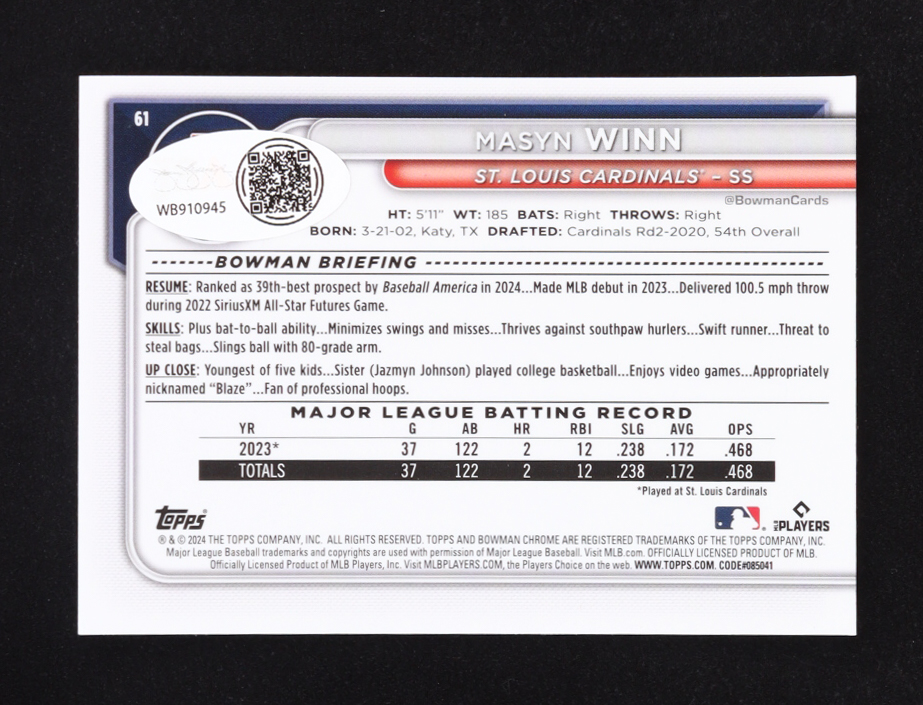 61
MASYN WINN
ST. LOUIS CARDINALS® – SS
@BowmanCards
WB910945
HT: 5'11" WT: 185 BATS: Right THROWS: Right
BORN: 3-21-02, Katy, TX DRAFTED: Cardinals Rd2-2020, 54th Overall
BOWMAN BRIEFING
RESUME: Ranked as 39th-best prospect by Baseball America in 2024...Made MLB debut in 2023...Delivered 100.5 mph throw
during 2022 SiriusXM All-Star Futures Game.
SKILLS: Plus bat-to-ball ability...Minimizes swings and misses...Thrives against southpaw hurlers...Swift runner...Threat to
steal bags...Slings ball with 80-grade arm.
UP CLOSE: Youngest of five kids...Sister (Jazmyn Johnson) played college basketball...Enjoys video games...Appropriately
nicknamed “Blaze”...Fan of professional hoops.
MAJOR LEAGUE BATTING RECORD
YR G AB HR RBI SLG AVG OPS
2023* 37 122 2 12 .238 .172 .468
TOTALS 37 122 2 12 .238 .172 .468
*Played at St. Louis Cardinals
Topps®
MLB PLAYERS
® & © 2024 THE TOPPS COMPANY, INC. ALL RIGHTS RESERVED. TOPPS AND BOWMAN CHROME ARE REGISTERED TRADEMARKS OF THE TOPPS COMPANY, INC.
Major League Baseball trademarks and copyrights are used with permission of Major League Baseball. Visit MLB.com. OFFICIALLY LICENSED PRODUCT OF MLB.
Officially Licensed Product of MLB Players, Inc. Visit MLBPLAYERS.COM, the Players Choice on the web. WWW.TOPPS.COM. CODE#085041